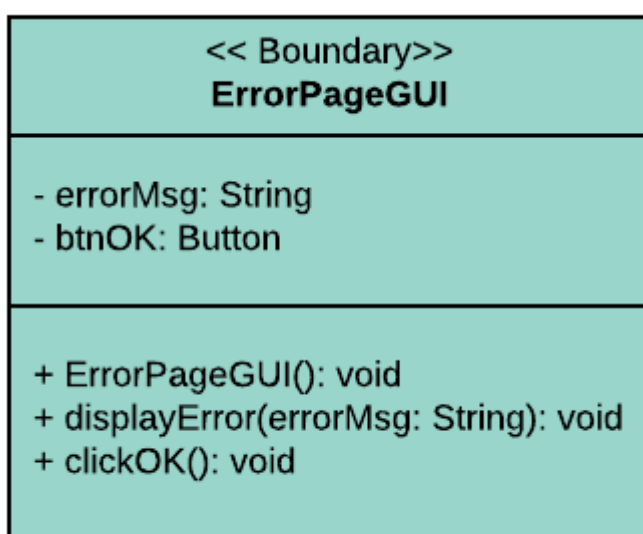 << Boundary>>
ErrorPageGUI
- errorMsg: String
- btnOK: Button
+ ErrorPageGUI(): void
+ displayError(errorMsg: String): void
+ clickOK(): void